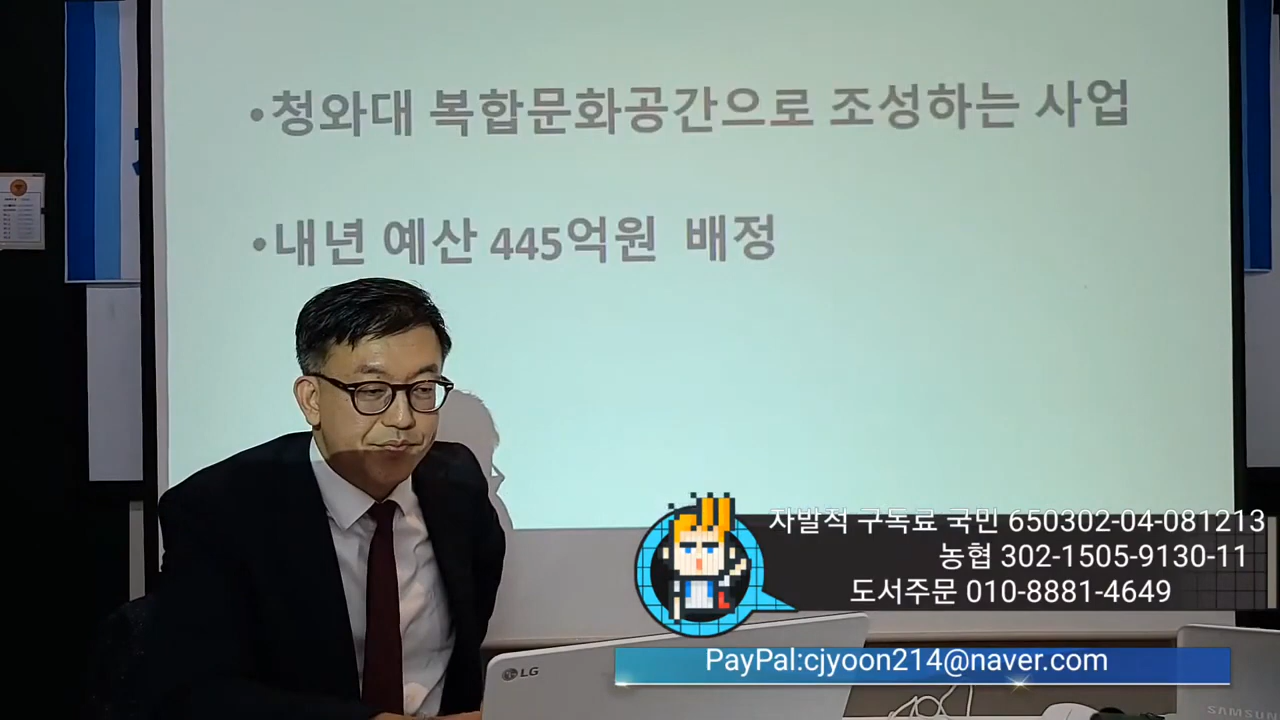 •청와대 복합문화공간으로 조성하는 사업
•내년 예산 445억원 배정
자발적 구독료 국민 650302-04-081213
농협 302-1505-9130-11
도서주문 010-8881-4649
PayPal:cjyoon214@naver.com
LG
SAMSUNG